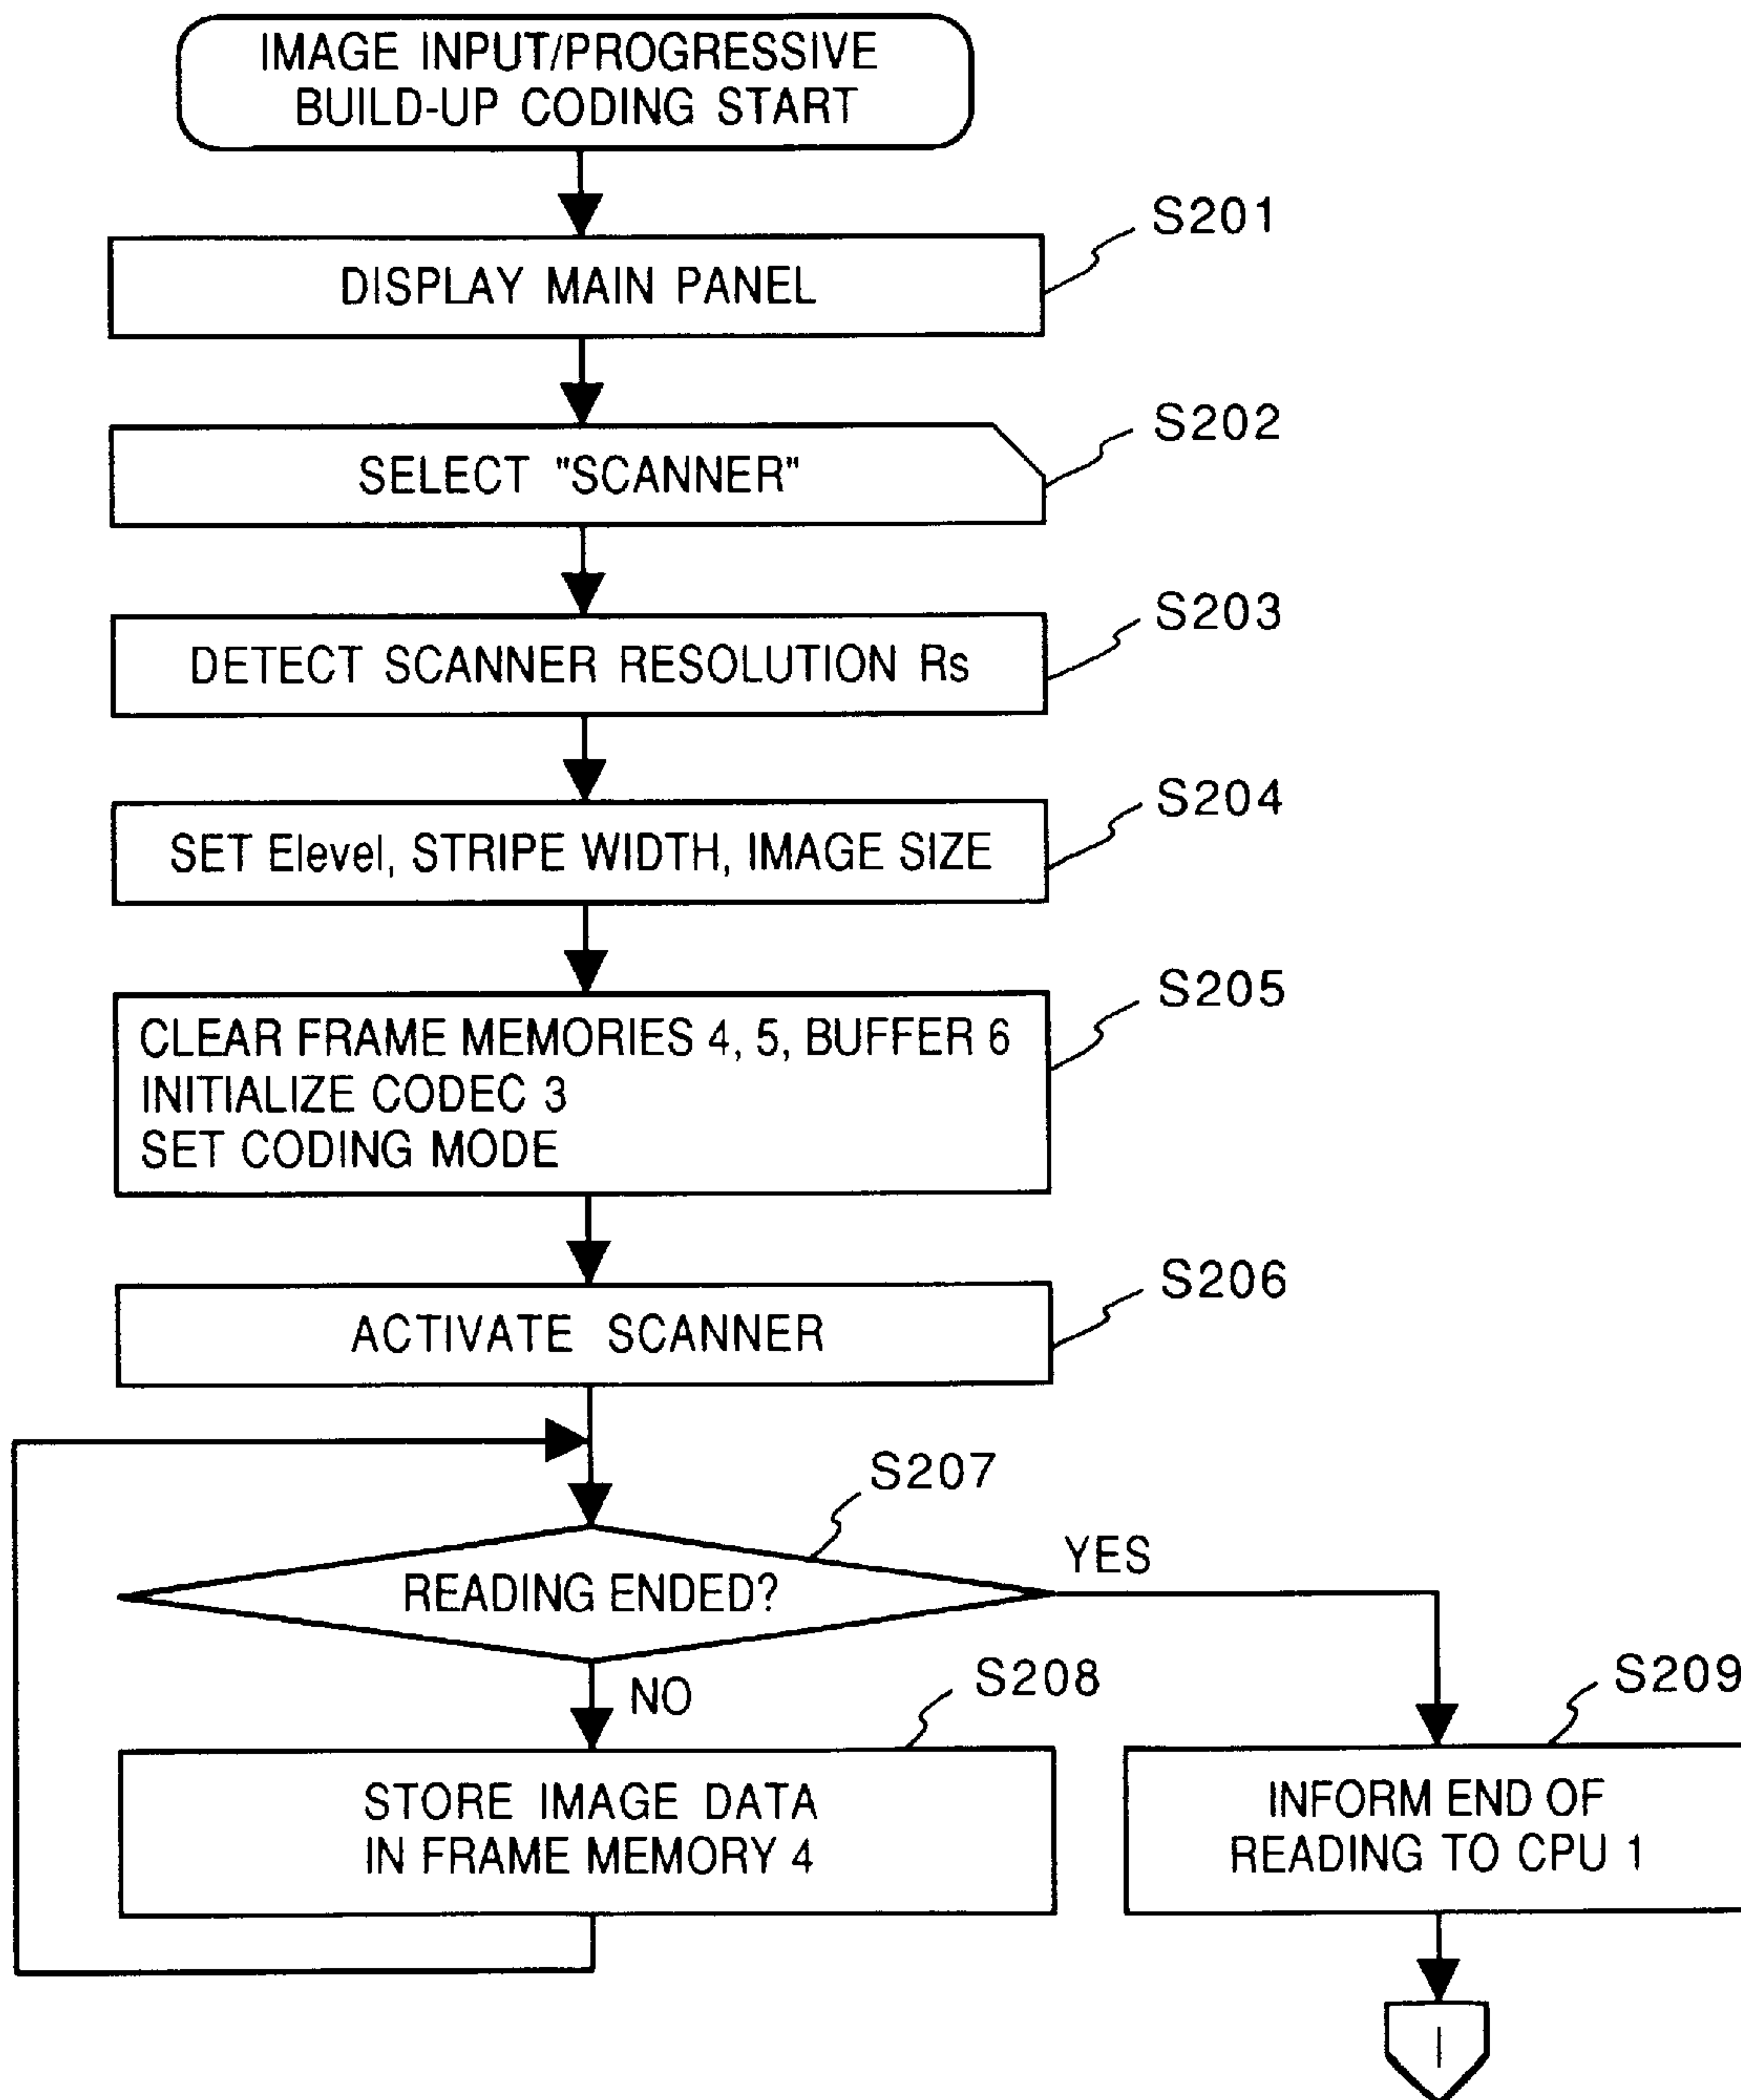 IMAGE INPUT/PROGRESSIVE
BUILD-UP CODING START
S201
DISPLAY MAIN PANEL
S202
SELECT "SCANNER"
S203
DETECT SCANNER RESOLUTION Rs
S204
SET Elevel, STRIPE WIDTH, IMAGE SIZE
S205
CLEAR FRAME MEMORIES 4, 5, BUFFER 6
INITIALIZE CODEC 3
SET CODING MODE
S206
ACTIVATE SCANNER
S207
READING ENDED?
YES
NO
S208
STORE IMAGE DATA
IN FRAME MEMORY 4
S209
INFORM END OF
READING TO CPU 1
I